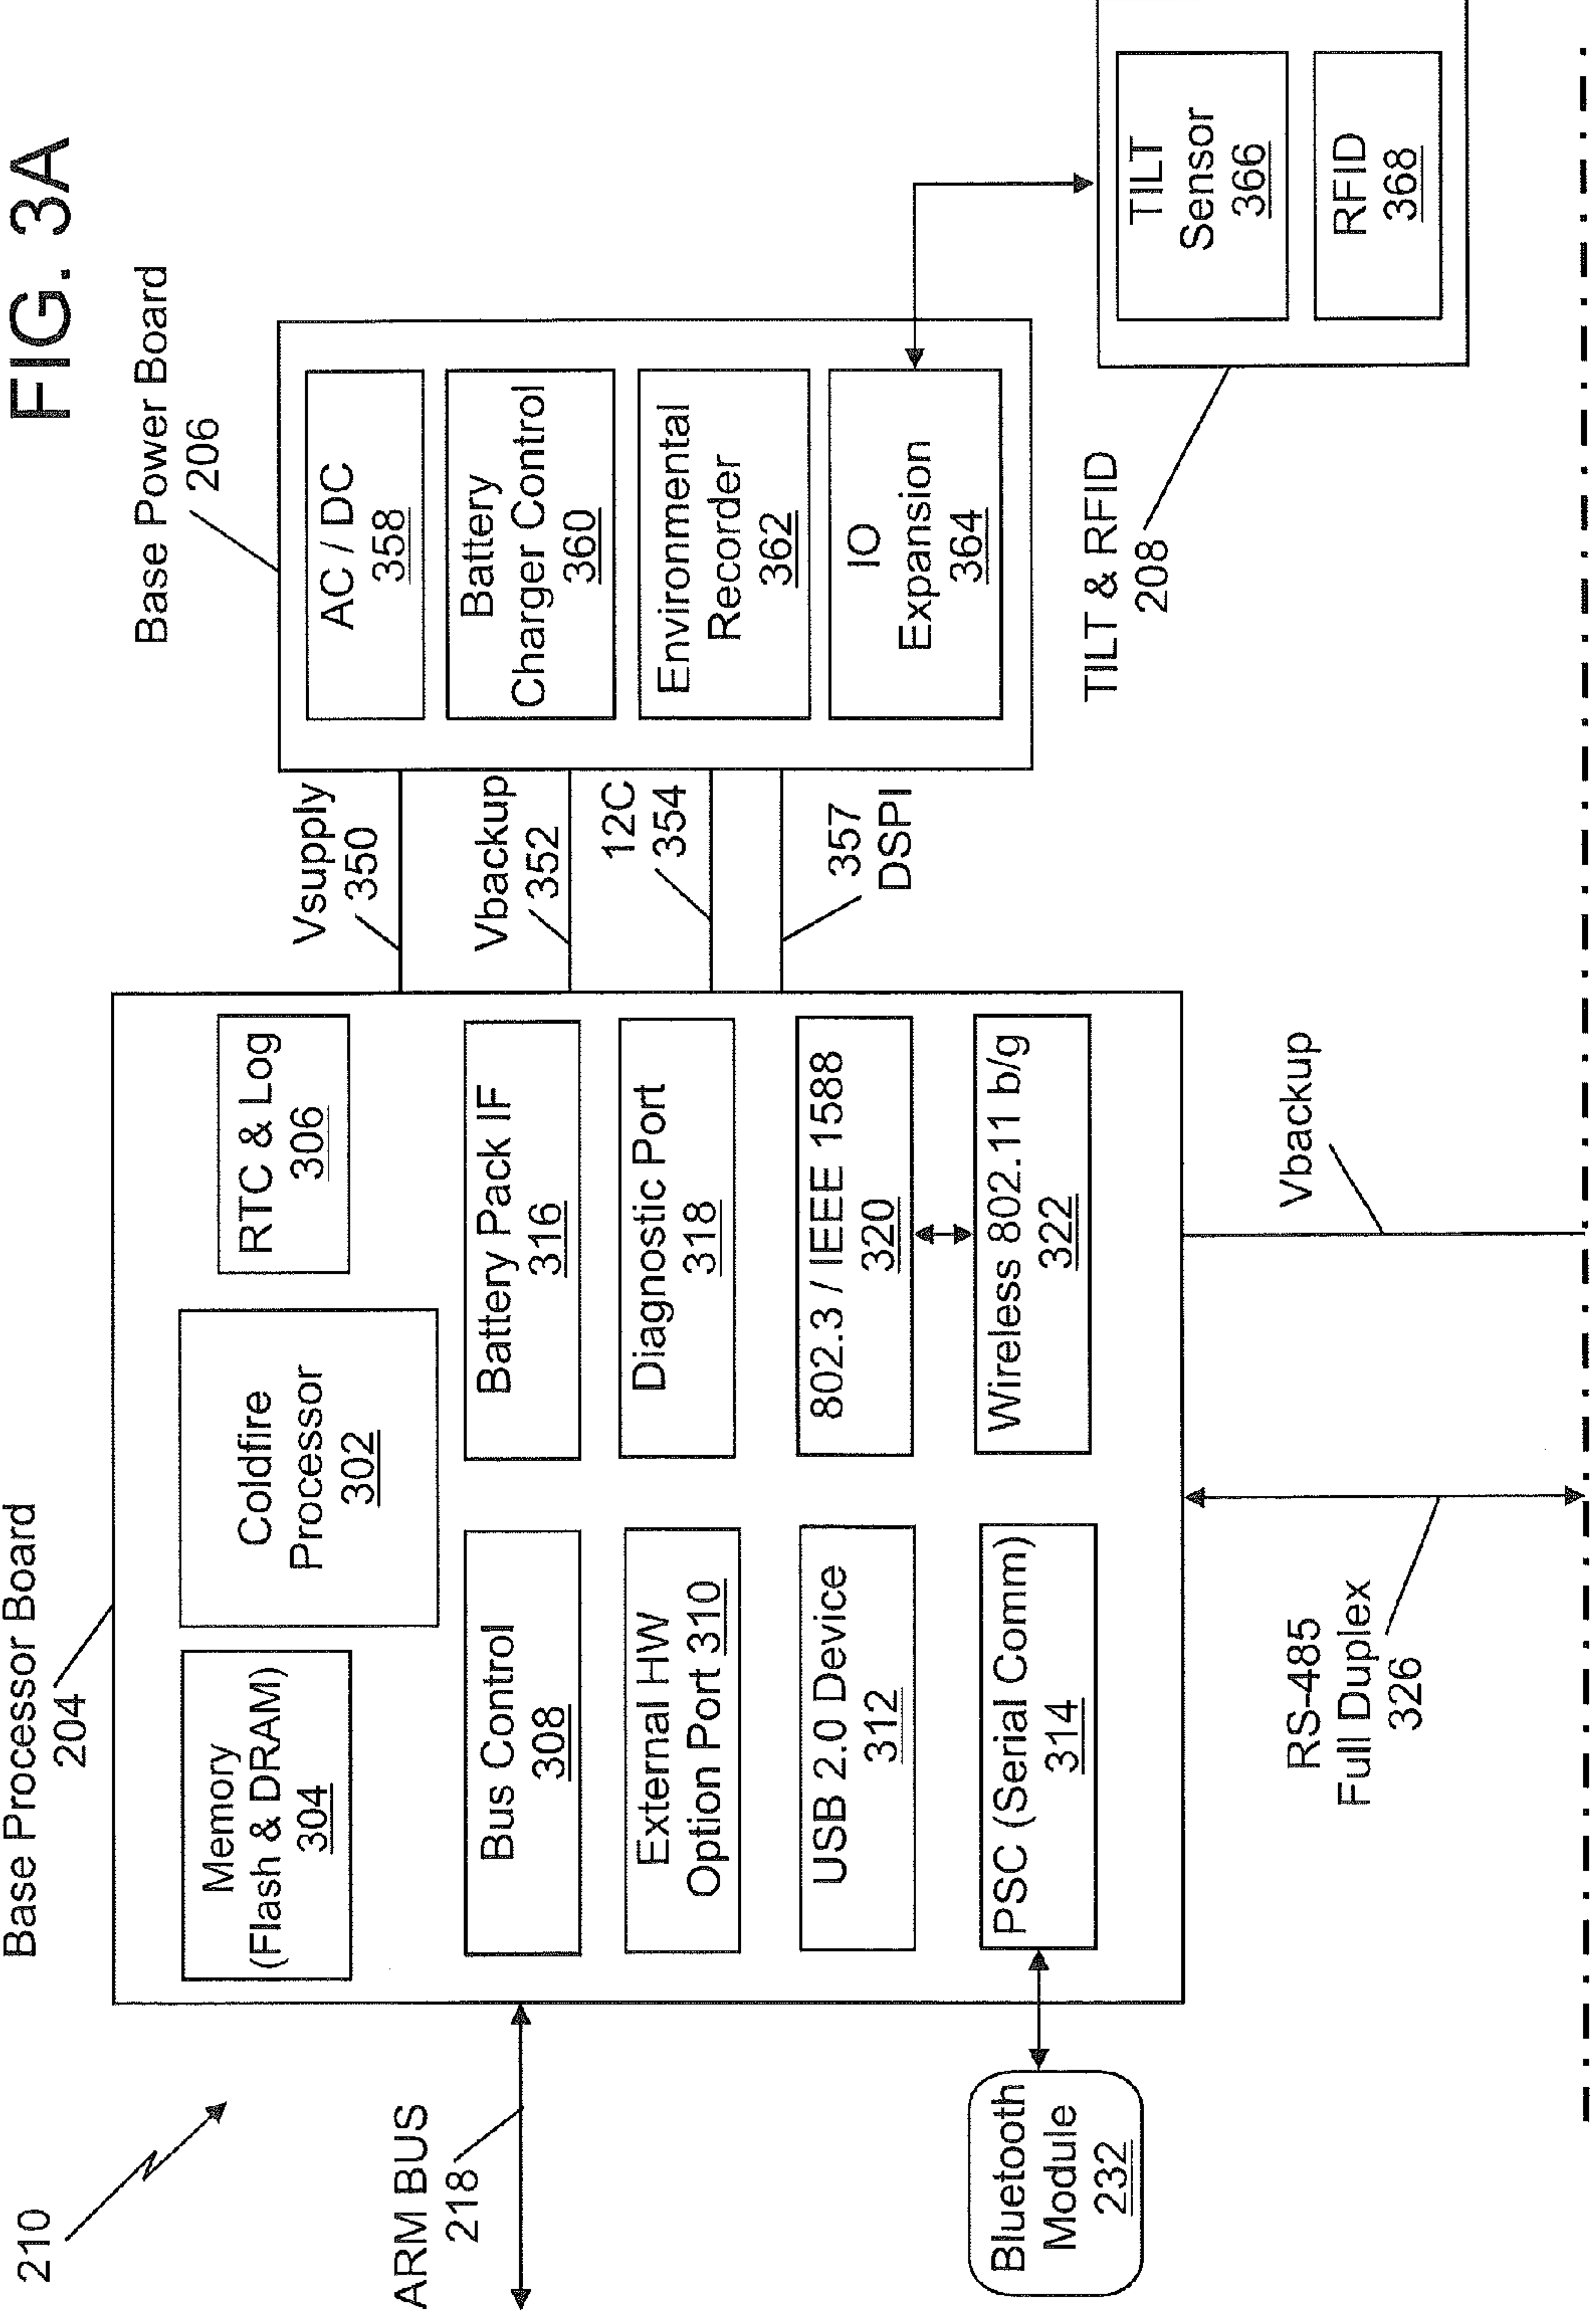 FIG. 3A
210
Base Processor Board
204
Memory
(Flash & DRAM)
304
Coldfire
Processor
302
RTC & Log
306
Bus Control
308
Battery Pack IF
316
External HW
Option Port 310
Diagnostic Port
318
USB 2.0 Device
312
802.3 / IEEE 1588
320
PSC (Serial Comm)
314
Wireless 802.11 b/g
322
ARM BUS
218
Bluetooth
Module
232
RS-485
Full Duplex
326
Vbackup
Vsupply
350
Vbackup
352
12C
354
357
DSPI
Base Power Board
206
AC / DC
358
Battery
Charger Control
360
Environmental
Recorder
362
IO
Expansion
364
TILT & RFID
208
TILT
Sensor
366
RFID
368